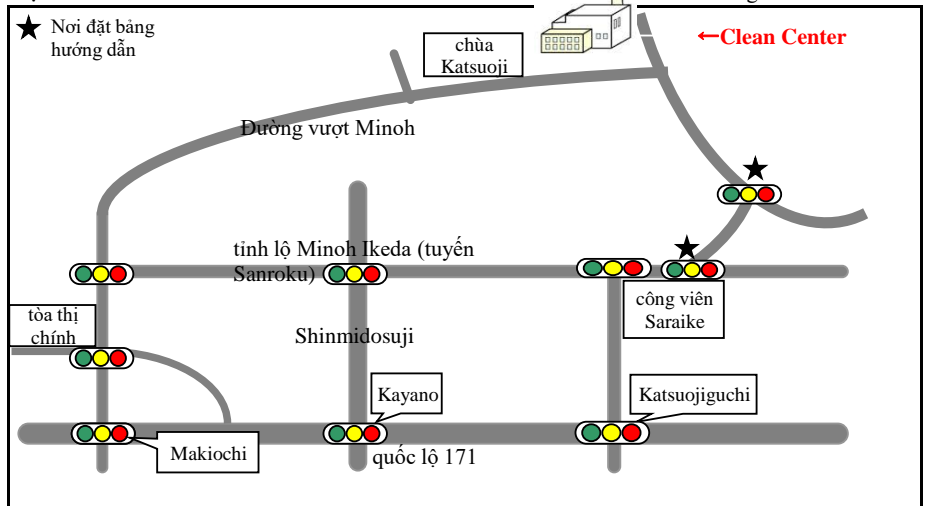 Nơi đặt bảng
hướng dẫn
chùa
Katsuoji
←Clean Center
Đường vượt Minoh
tỉnh lộ Minoh Ikeda (tuyến
Sanroku)
công viên
Saraike
tòa thị
chính
Shinmidosuji
Kayano
Katsuojiguchi
Makiochi
quốc lộ 171